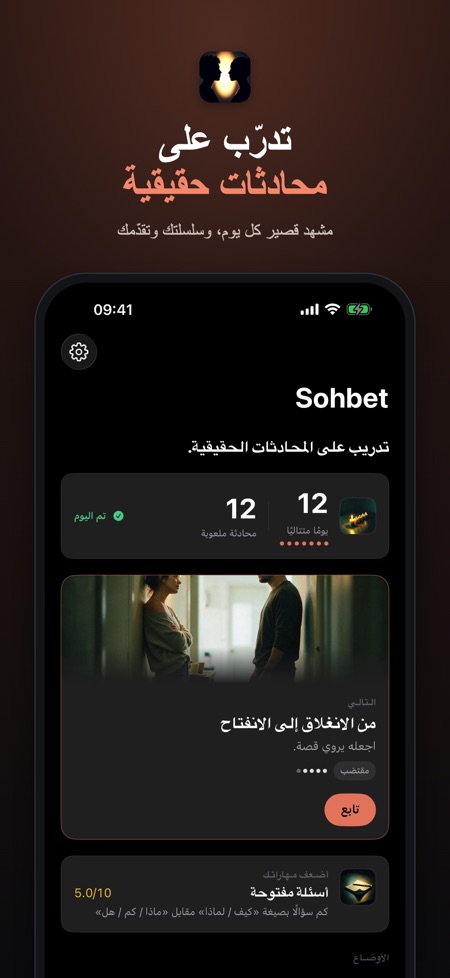 تدرّب على
محادثات حقيقية
مشهد قصير كل يوم، وسلسلتك وتقدّمك
09:41
Sohbet
تدريب على المحادثات الحقيقية.
12
يومًا متتاليًا
12
محادثة ملعوبة
تم اليوم
التالي
من الانغلاق إلى الانفتاح
اجعله يروي قصة.
مقتضب
تابع
أضعف مهاراتك
أسئلة مفتوحة
5.0/10
كم سؤالًا بصيغة «كيف / لماذا» مقابل «ماذا / كم / هل»
الأوضاع